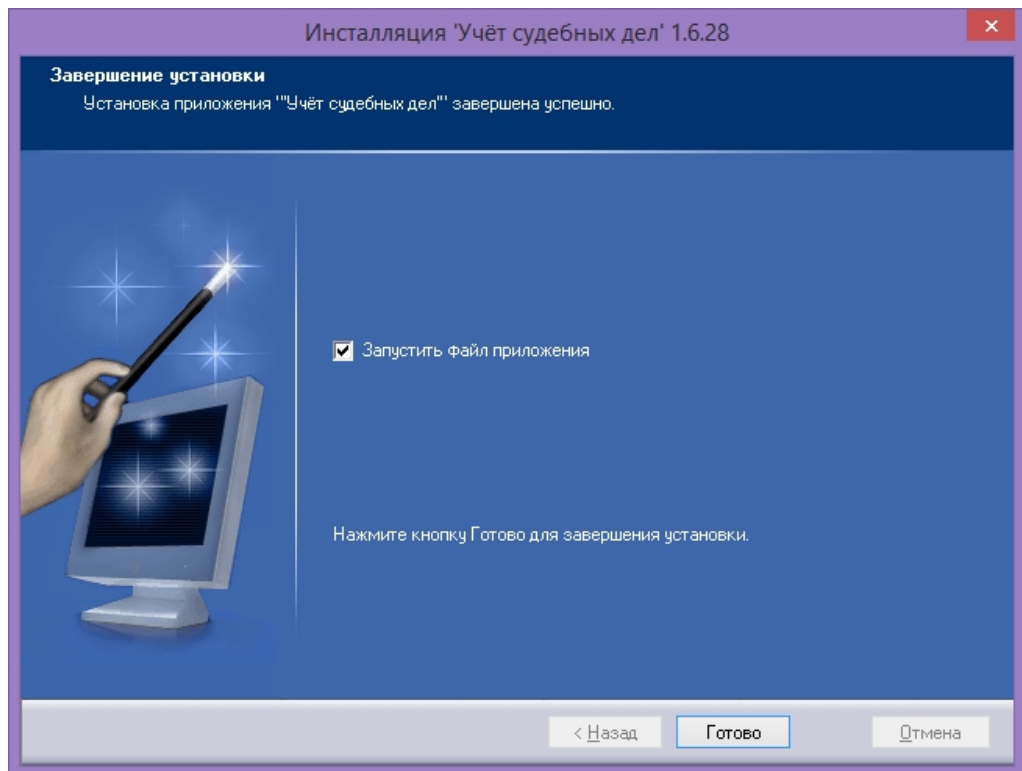 Инсталляция 'Учёт судебных дел' 1.6.28
Завершение установки
Установка приложения "'Учёт судебных дел"' завершена успешно.
Запустить файл приложения
Нажмите кнопку Готово для завершения установки.
< Назад
Готово
Отмена